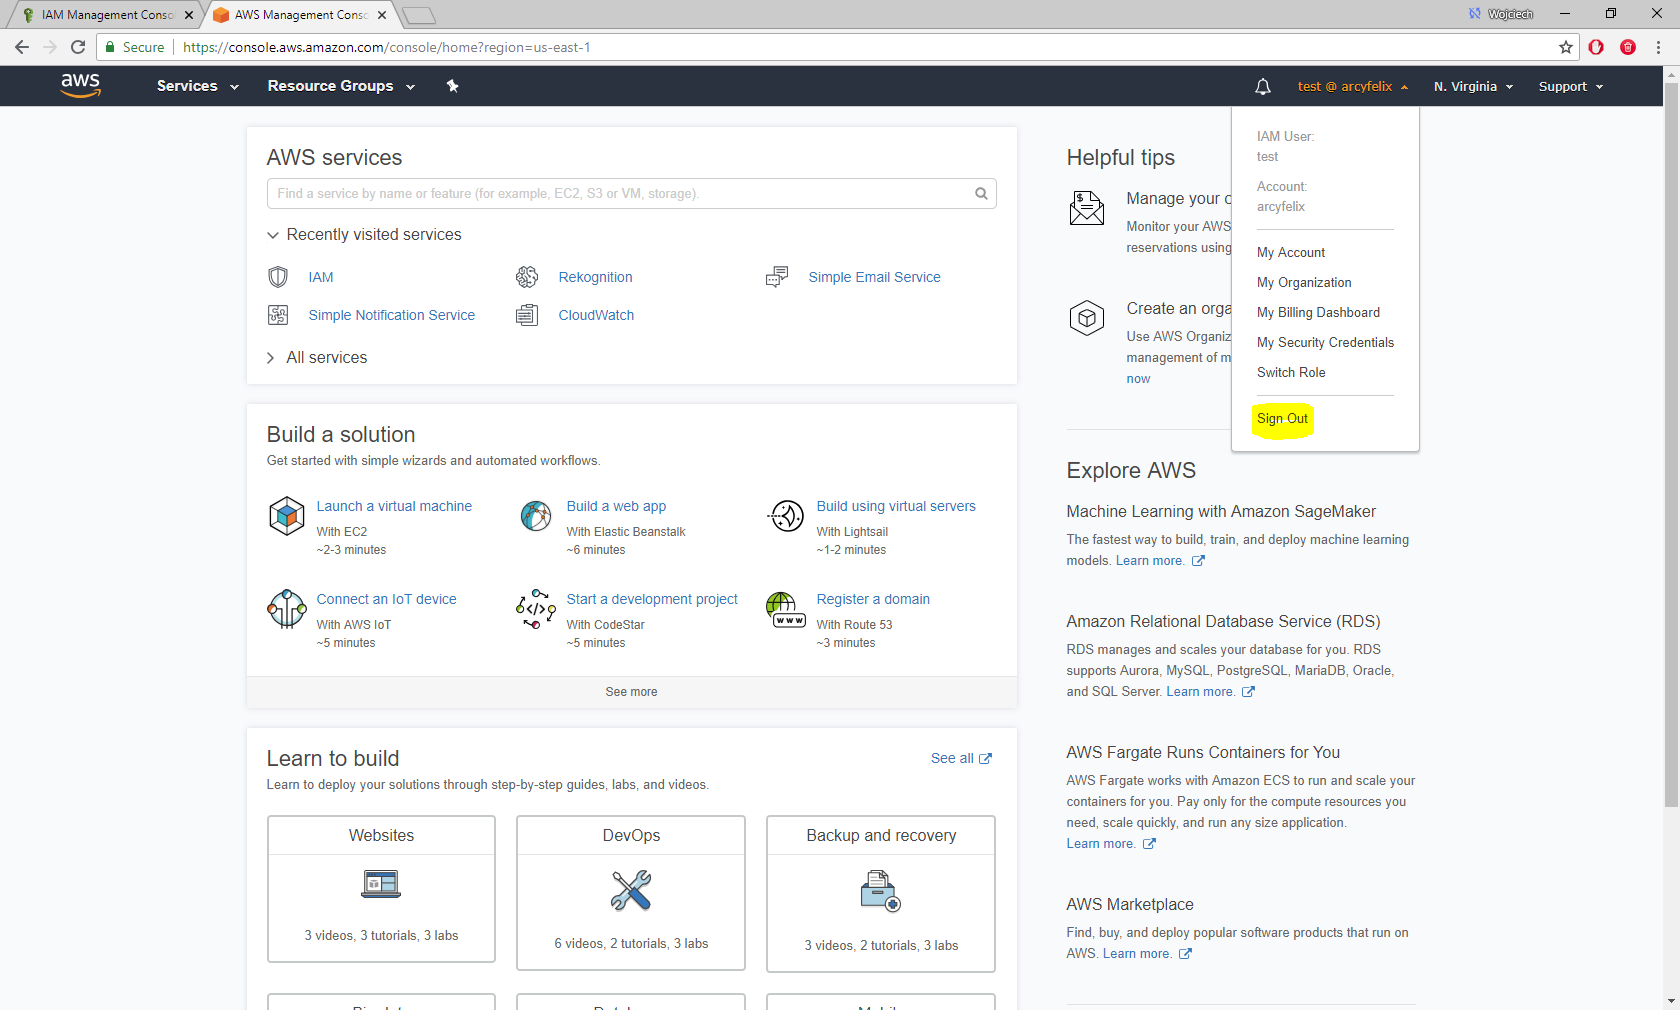 IAM Management Conso
AWS Management Conso
Wojciech
Secure
https://console.aws.amazon.com/console/home?region=us-east-1
aws
Services
Resource Groups
test @ arcyfelix
N. Virginia
Support
IAM User:
test
Account:
arcyfelix
My Account
My Organization
My Billing Dashboard
My Security Credentials
Switch Role
Sign Out
AWS services
Find a service by name or feature (for example, EC2, S3 or VM, storage).
Recently visited services
IAM
Rekognition
Simple Email Service
Simple Notification Service
CloudWatch
All services
Build a solution
Get started with simple wizards and automated workflows.
Launch a virtual machine
With EC2
~2-3 minutes
Build a web app
With Elastic Beanstalk
~6 minutes
Build using virtual servers
With Lightsail
~1-2 minutes
Connect an IoT device
With AWS IoT
~5 minutes
Start a development project
With CodeStar
~5 minutes
Register a domain
With Route 53
~3 minutes
See more
Learn to build
See all
Learn to deploy your solutions through step-by-step guides, labs, and videos.
Websites
3 videos, 3 tutorials, 3 labs
DevOps
6 videos, 2 tutorials, 3 labs
Backup and recovery
3 videos, 2 tutorials, 3 labs
Helpful tips
Manage your c
Monitor your AWS
reservations using
Create an orga
Use AWS Organiz
management of m
now
Explore AWS
Machine Learning with Amazon SageMaker
The fastest way to build, train, and deploy machine learning
models. Learn more.
Amazon Relational Database Service (RDS)
RDS manages and scales your database for you. RDS
supports Aurora, MySQL, PostgreSQL, MariaDB, Oracle,
and SQL Server. Learn more.
AWS Fargate Runs Containers for You
AWS Fargate works with Amazon ECS to run and scale your
containers for you. Pay only for the compute resources you
need, scale quickly, and run any size application.
Learn more.
AWS Marketplace
Find, buy, and deploy popular software products that run on
AWS. Learn more.